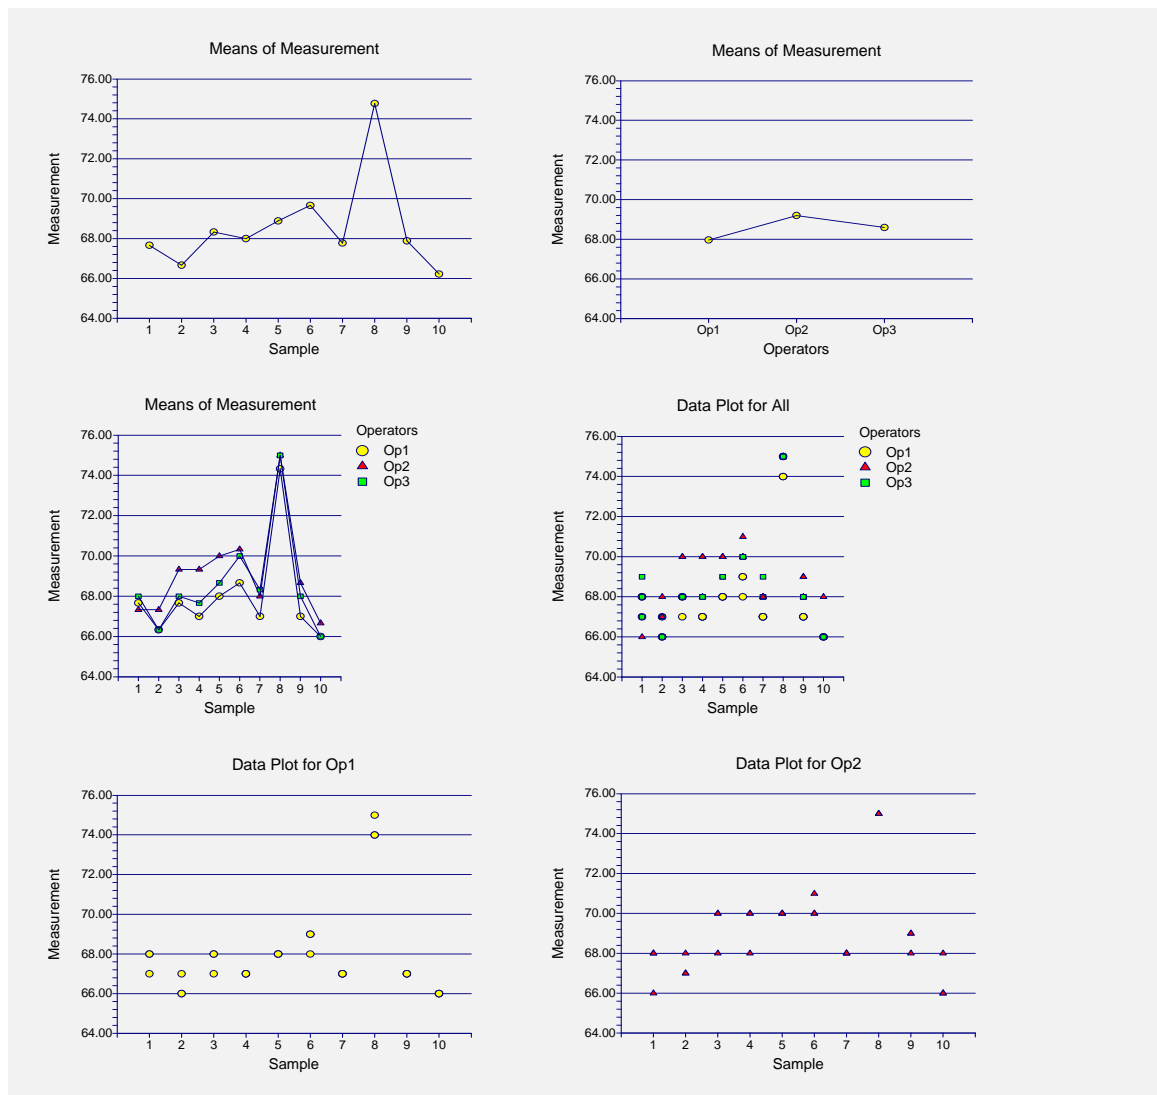 Means of Measurement
76.00
74.00
72.00
70.00
68.00
66.00
64.00
Measurement
1 2 3 4 5 6 7 8 9 10
Sample
Means of Measurement
76.00
74.00
72.00
70.00
68.00
66.00
64.00
Measurement
Op1 Op2 Op3
Operators
Means of Measurement
76.00
74.00
72.00
70.00
68.00
66.00
64.00
Measurement
1 2 3 4 5 6 7 8 9 10
Sample
Operators
Op1
Op2
Op3
Data Plot for All
76.00
74.00
72.00
70.00
68.00
66.00
64.00
Measurement
1 2 3 4 5 6 7 8 9 10
Sample
Operators
Op1
Op2
Op3
Data Plot for Op1
76.00
74.00
72.00
70.00
68.00
66.00
64.00
Measurement
1 2 3 4 5 6 7 8 9 10
Sample
Data Plot for Op2
76.00
74.00
72.00
70.00
68.00
66.00
64.00
Measurement
1 2 3 4 5 6 7 8 9 10
Sample